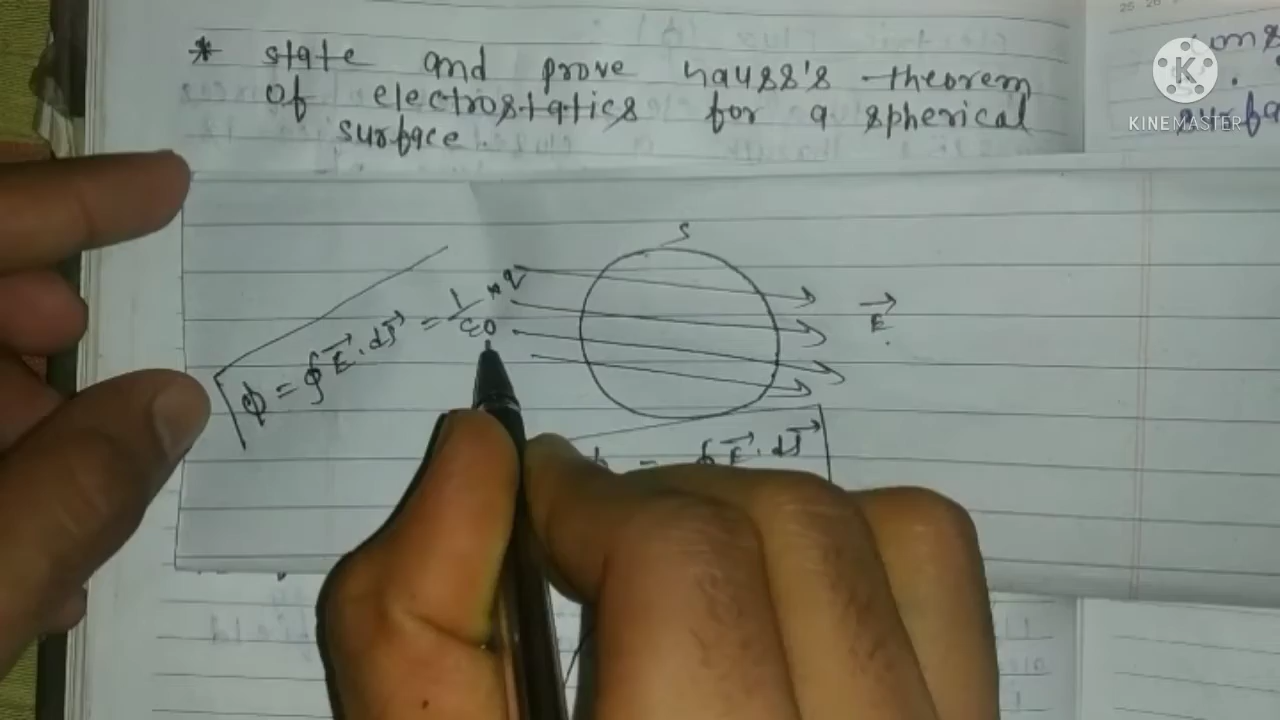 * state and prove Gauss's theorem
of electrostatics for a spherical
surface.
K
KINEMASTER
S
E
ϕ = ∮ E⃗ . ds⃗ = 1/ε0 × q
ϕ = ∮ E⃗ . ds⃗